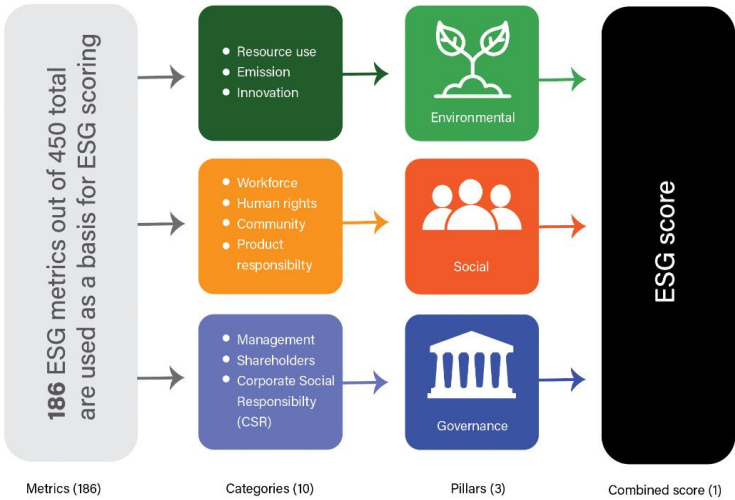 186 ESG metrics out of 450 total
are used as a basis for ESG scoring
Resource use
Emission
Innovation
Environmental
Workforce
Human rights
Community
Product
responsibilty
Social
Management
Shareholders
Corporate Social
Responsibilty
(CSR)
Governance
ESG score
Metrics (186)
Categories (10)
Pillars (3)
Combined score (1)